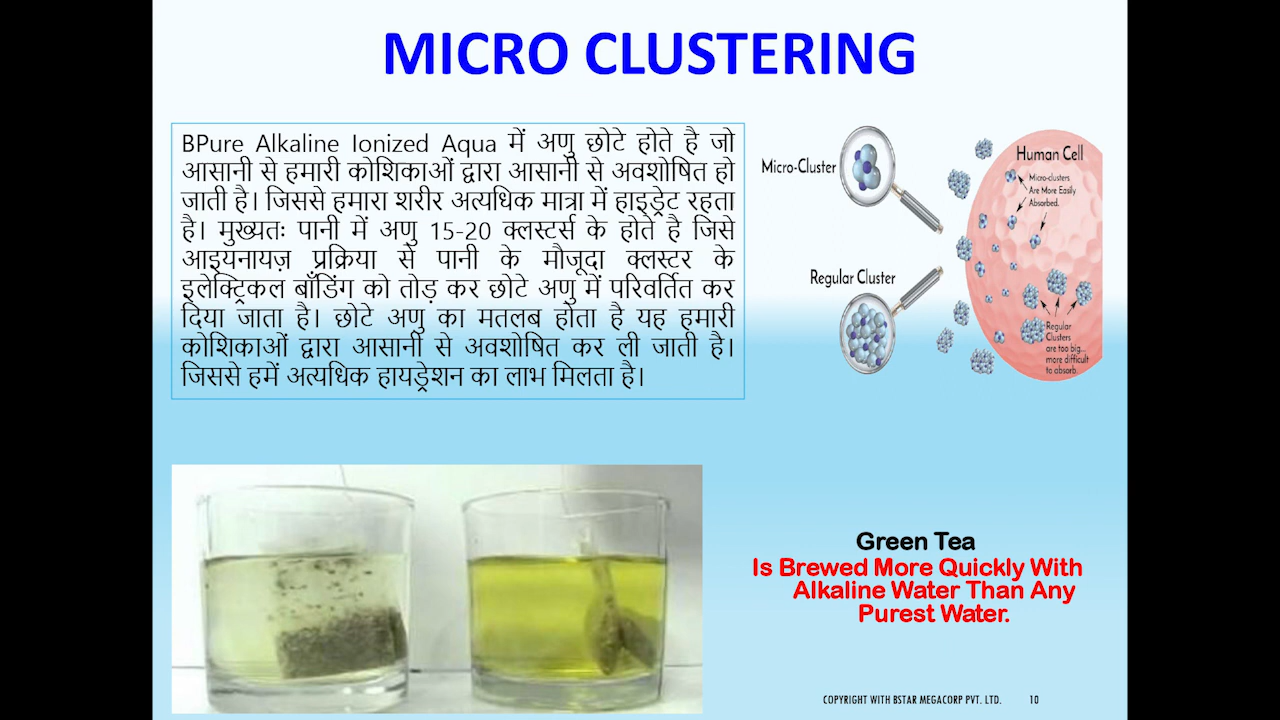 MICRO CLUSTERING
BPure Alkaline Ionized Aqua में अणु छोटे होते है जो
आसानी से हमारी कोशिकाओं द्वारा आसानी से अवशोषित हो
जाती है। जिससे हमारा शरीर अत्यधिक मात्रा में हाइड्रेट रहता
है। मुख्यतः पानी में अणु 15-20 क्लस्टर्स के होते है जिसे
आइयनायज़ प्रक्रिया से पानी के मौजूदा क्लस्टर के
इलेक्ट्रिकल बॉंडिंग को तोड़ कर छोटे अणु में परिवर्तित कर
दिया जाता है। छोटे अणु का मतलब होता है यह हमारी
कोशिकाओं द्वारा आसानी से अवशोषित कर ली जाती है।
जिससे हमें अत्यधिक हायड्रेशन का लाभ मिलता है।
Micro-Cluster
Human Cell
Micro-clusters
Are More Easily
Absorbed.
Regular Cluster
Regular
Clusters
are too big...
more difficult
to absorb.
Green Tea
Is Brewed More Quickly With
Alkaline Water Than Any
Purest Water.
COPYRIGHT WITH BSTAR MEGACORP PVT. LTD. 10